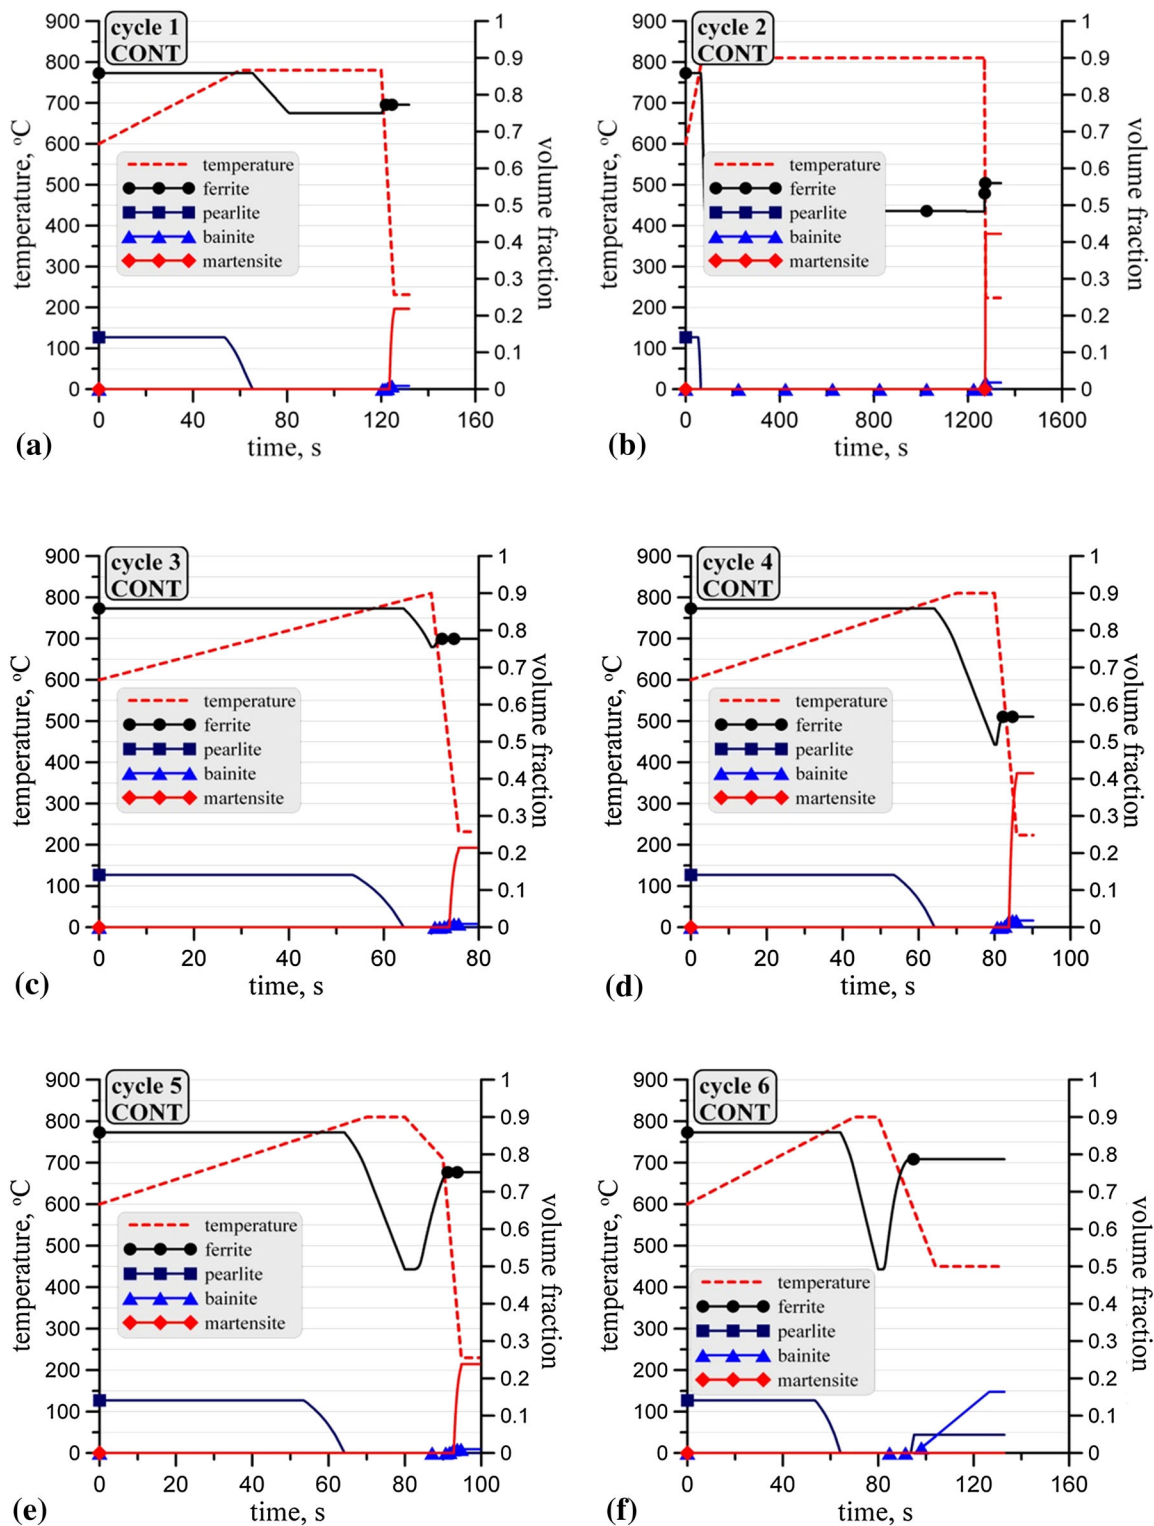 cycle 1
CONT
900
800
700
600
500
400
300
200
100
0
temperature, °C
temperature
ferrite
pearlite
bainite
martensite
1
0.9
0.8
0.7
0.6
0.5
0.4
0.3
0.2
0.1
0
volume fraction
0 40 80 120 160
time, s
(a)
cycle 2
CONT
900
800
700
600
500
400
300
200
100
0
temperature, °C
temperature
ferrite
pearlite
bainite
martensite
1
0.9
0.8
0.7
0.6
0.5
0.4
0.3
0.2
0.1
0
volume fraction
0 400 800 1200 1600
time, s
(b)
cycle 3
CONT
900
800
700
600
500
400
300
200
100
0
temperature, °C
temperature
ferrite
pearlite
bainite
martensite
1
0.9
0.8
0.7
0.6
0.5
0.4
0.3
0.2
0.1
0
volume fraction
0 20 40 60 80
time, s
(c)
cycle 4
CONT
900
800
700
600
500
400
300
200
100
0
temperature, °C
temperature
ferrite
pearlite
bainite
martensite
1
0.9
0.8
0.7
0.6
0.5
0.4
0.3
0.2
0.1
0
volume fraction
0 20 40 60 80 100
time, s
(d)
cycle 5
CONT
900
800
700
600
500
400
300
200
100
0
temperature, °C
temperature
ferrite
pearlite
bainite
martensite
1
0.9
0.8
0.7
0.6
0.5
0.4
0.3
0.2
0.1
0
volume fraction
0 20 40 60 80 100
time, s
(e)
cycle 6
CONT
900
800
700
600
500
400
300
200
100
0
temperature, °C
temperature
ferrite
pearlite
bainite
martensite
1
0.9
0.8
0.7
0.6
0.5
0.4
0.3
0.2
0.1
0
volume fraction
0 40 80 120 160
time, s
(f)